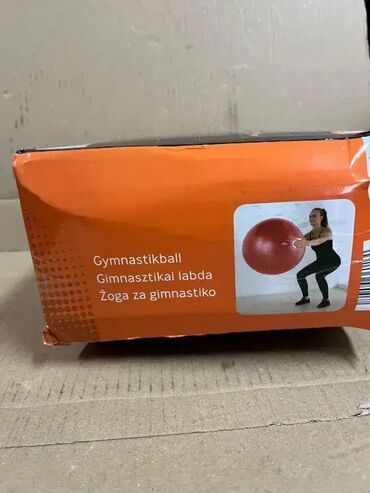 Gymnastikball
Gimnasztikai labda
Žoga za gimnastiko